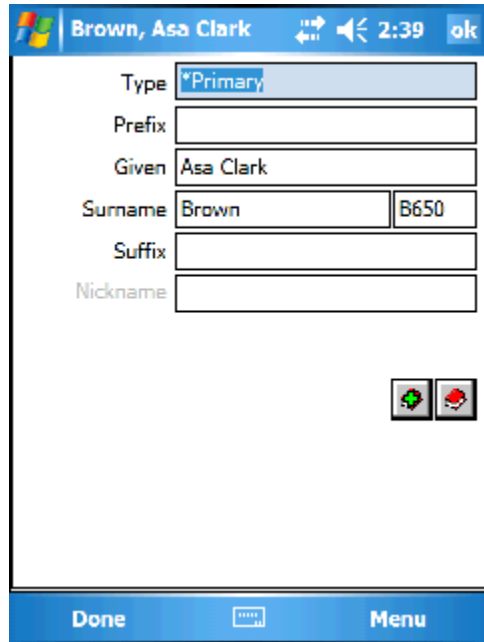 Brown, Asa Clark 2:39 ok
Type *Primary
Prefix
Given Asa Clark
Surname Brown B650
Suffix
Nickname
Done Menu